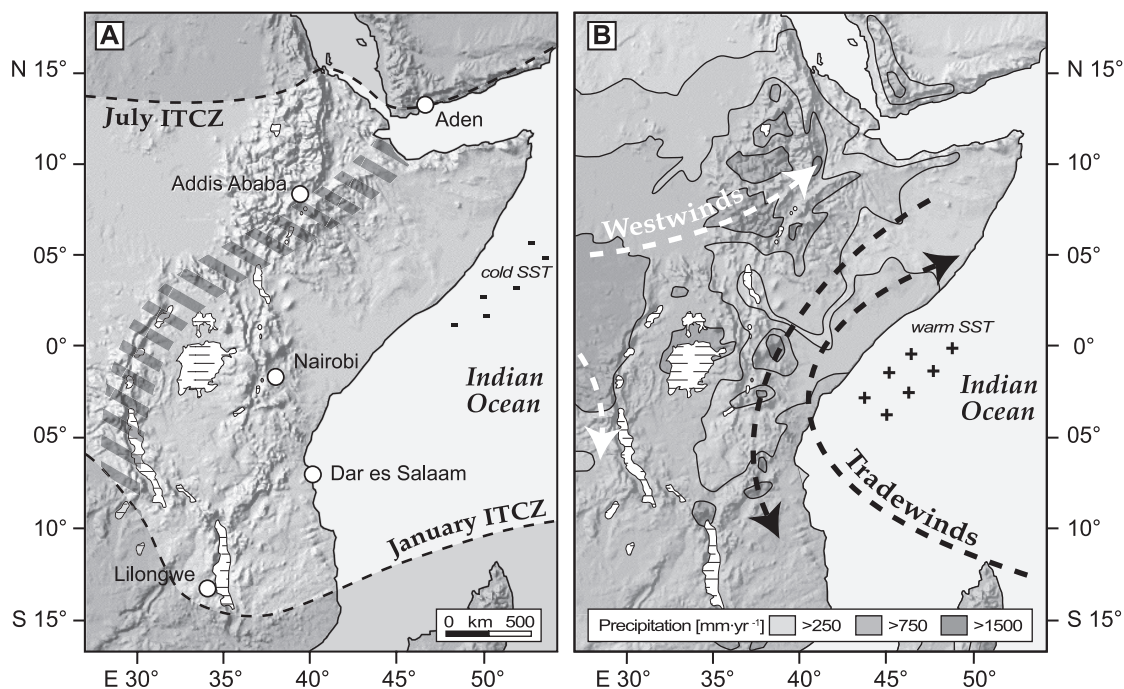 A
B
N 15°
10°
05°
0°
05°
10°
S 15°
July ITCZ
Aden
Addis Ababa
cold SST
Nairobi
Indian
Ocean
Dar es Salaam
January ITCZ
Lilongwe
0 km 500
E 30°
35°
40°
45°
50°
Westwinds
warm SST
Indian
Ocean
Tradewinds
Precipitation [mm·yr⁻¹] >250 >750 >1500
N 15°
10°
05°
0°
05°
10°
S 15°
E 30°
35°
40°
45°
50°